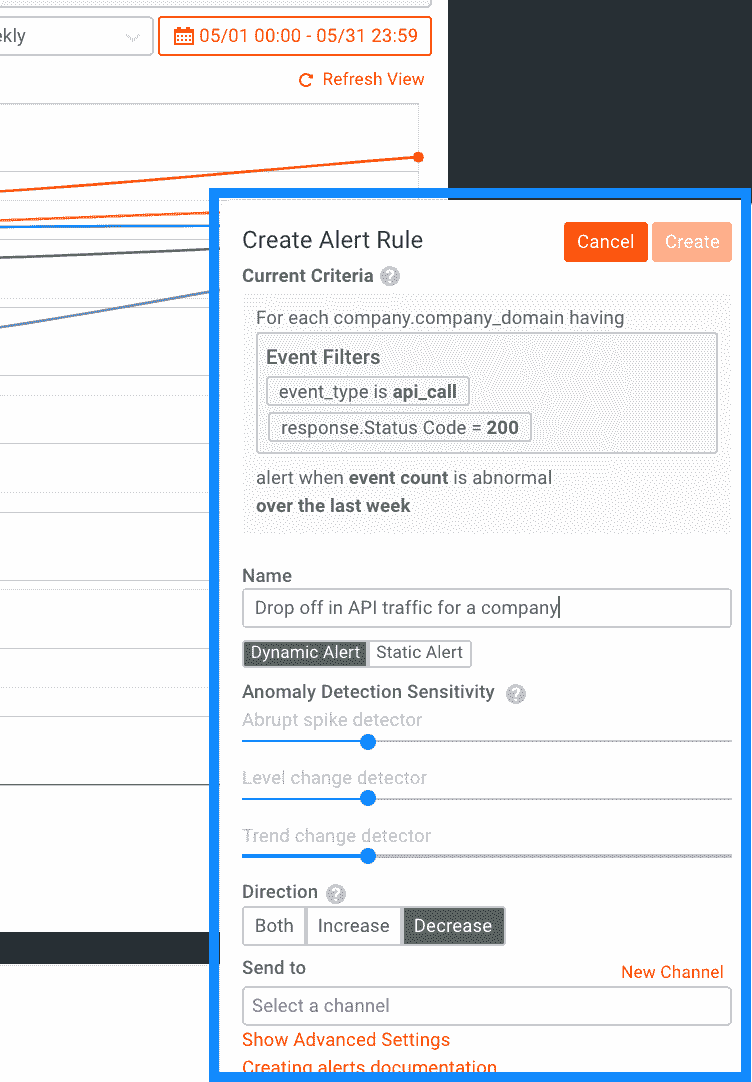 ekly
05/01 00:00 - 05/31 23:59
Refresh View
Create Alert Rule
Cancel
Create
Current Criteria
For each company.company_domain having
Event Filters
event_type is api_call
response.Status Code = 200
alert when event count is abnormal
over the last week
Name
Drop off in API traffic for a company
Dynamic Alert
Static Alert
Anomaly Detection Sensitivity
Abrupt spike detector
Level change detector
Trend change detector
Direction
Both
Increase
Decrease
Send to
New Channel
Select a channel
Show Advanced Settings
Creating alerts documentation